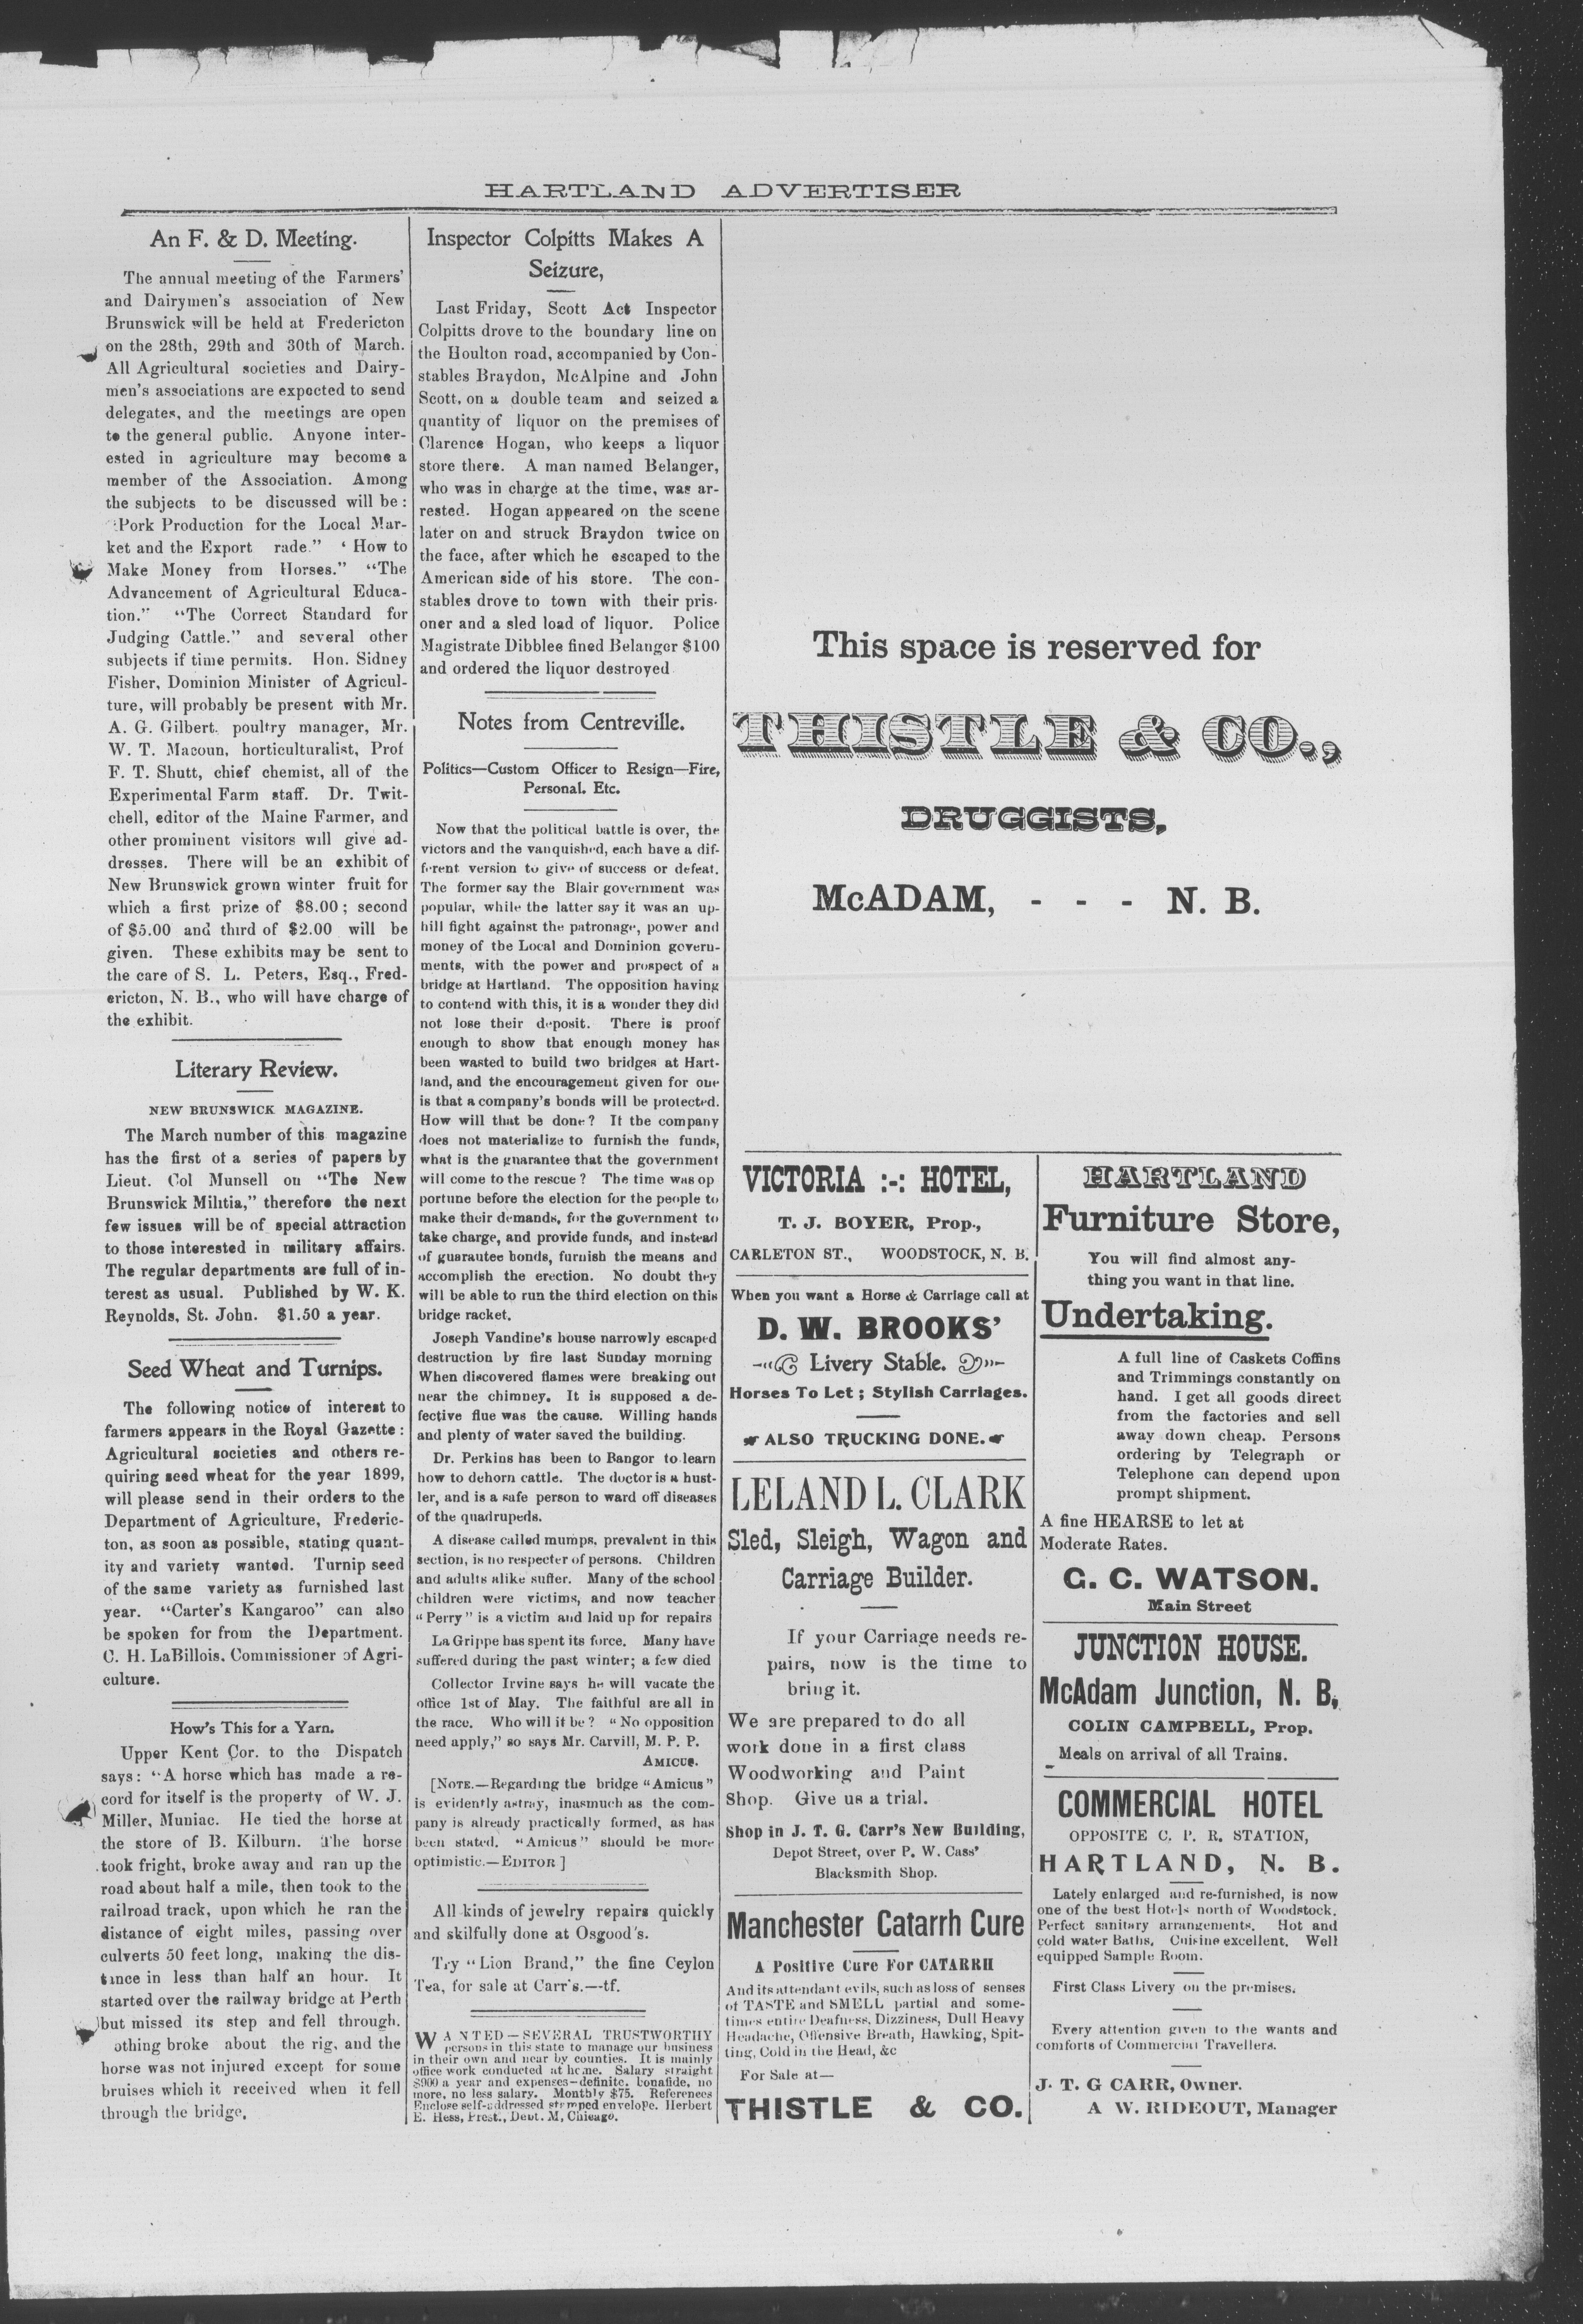 HARTLAND ADVERTISER
An F. & D. Meeting.
The annual meeting of the Farmers'
and Dairymen's association of New
Brunswick will be held at Fredericton
on the 28th, 29th and 30th of March.
All Agricultural societies and Dairy-
men's associations are expected to send
delegates, and the meetings are open
to the general public. Anyone inter-
ested in agriculture may become a
member of the Association. Among
the subjects to be discussed will be :
"Pork Production for the Local Mar-
ket and the Export rade." ' How to
Make Money from Horses." "The
Advancement of Agricultural Educa-
tion." "The Correct Standard for
Judging Cattle." and several other
subjects if time permits. Hon. Sidney
Fisher, Dominion Minister of Agricul-
ture, will probably be present with Mr.
A. G. Gilbert. poultry manager, Mr.
W. T. Macoun, horticulturalist, Prof
F. T. Shutt, chief chemist, all of the
Experimental Farm staff. Dr. Twit-
chell, editor of the Maine Farmer, and
other prominent visitors will give ad-
dresses. There will be an exhibit of
New Brunswick grown winter fruit for
which a first prize of $8.00 ; second
of $5.00 and third of $2.00 will be
given. These exhibits may be sent to
the care of S. L. Peters, Esq., Fred-
ericton, N. B., who will have charge of
the exhibit.
Literary Review.
NEW BRUNSWICK MAGAZINE.
The March number of this magazine
has the first ot a series of papers by
Lieut. Col Munsell on "The New
Brunswick Militia," therefore the next
few issues will be of special attraction
to those interested in military affairs.
The regular departments are full of in-
terest as usual. Published by W. K.
Reynolds, St. John. $1.50 a year.
Seed Wheat and Turnips.
The following notice of interest to
farmers appears in the Royal Gazette :
Agricultural societies and others re-
quiring seed wheat for the year 1899,
will please send in their orders to the
Department of Agriculture, Frederic-
ton, as soon as possible, stating quant-
ity and variety wanted. Turnip seed
of the same variety as furnished last
year. "Carter's Kangaroo" can also
be spoken for from the Department.
C. H. LaBillois. Commissioner of Agri-
culture.
How's This for a Yarn.
Upper Kent Cor. to the Dispatch
says : "A horse which has made a re-
cord for itself is the property of W. J.
Miller, Muniac. He tied the horse at
the store of B. Kilburn. The horse
took fright, broke away and ran up the
road about half a mile, then took to the
railroad track, upon which he ran the
distance of eight miles, passing over
culverts 50 feet long, making the dis-
tance in less than half an hour. It
started over the railway bridge at Perth
but missed its step and fell through.
othing broke about the rig, and the
horse was not injured except for some
bruises which it received when it fell
through the bridge.
Inspector Colpitts Makes A
Seizure,
Last Friday, Scott Act Inspector
Colpitts drove to the boundary line on
the Houlton road, accompanied by Con-
stables Braydon, McAlpine and John
Scott, on a double team and seized a
quantity of liquor on the premises of
Clarence Hogan, who keeps a liquor
store there. A man named Belanger,
who was in charge at the time, was ar-
rested. Hogan appeared on the scene
later on and struck Braydon twice on
the face, after which he escaped to the
American side of his store. The con-
stables drove to town with their pris-
oner and a sled load of liquor. Police
Magistrate Dibblee fined Belanger $100
and ordered the liquor destroyed
Notes from Centreville.
Politics—Custom Officer to Resign—Fire,
Personal. Etc.
Now that the political battle is over, the
victors and the vanquished, each have a dif-
ferent version to give of success or defeat.
The former say the Blair government was
popular, while the latter say it was an up-
hill fight against the patronage, power and
money of the Local and Dominion govern-
ments, with the power and prospect of a
bridge at Hartland. The opposition having
to contend with this, it is a wonder they did
not lose their deposit. There is proof
enough to show that enough money has
been wasted to build two bridges at Hart-
land, and the encouragement given for one
is that a company's bonds will be protected.
How will that be done ? If the company
does not materialize to furnish the funds,
what is the guarantee that the government
will come to the rescue ? The time was op
portune before the election for the people to
make their demands, for the government to
take charge, and provide funds, and instead
of guarantee bonds, furnish the means and
accomplish the erection. No doubt they
will be able to run the third election on this
bridge racket.
Joseph Vandine's house narrowly escaped
destruction by fire last Sunday morning
When discovered flames were breaking out
near the chimney. It is supposed a de-
fective flue was the cause. Willing hands
and plenty of water saved the building.
Dr. Perkins has been to Bangor to learn
how to dehorn cattle. The doctor is a hust-
ler, and is a safe person to ward off diseases
of the quadrupeds.
A disease called mumps, prevalent in this
section, is no respecter of persons. Children
and adults alike suffer. Many of the school
children were victims, and now teacher
"Perry" is a victim and laid up for repairs
La Grippe has spent its force. Many have
suffered during the past winter; a few died
Collector Irvine says he will vacate the
office 1st of May. The faithful are all in
the race. Who will it be ? "No opposition
need apply," so says Mr. Carvill, M. P. P.
AMICUS.
[NOTE.—Regarding the bridge "Amicus"
is evidently astray, inasmuch as the com-
pany is already practically formed, as has
been stated. "Amicus" should be more
optimistic.—EDITOR ]
All kinds of jewelry repairs quickly
and skilfully done at Osgood's.
Try "Lion Brand," the fine Ceylon
Tea, for sale at Carr's.—tf.
WANTED—SEVERAL TRUSTWORTHY
persons in this state to manage our business
in their own and near by counties. It is mainly
office work conducted at home. Salary straight
$900 a year and expenses—definite, bonafide, no
more, no less salary. Monthly $75. References
Enclose self-addressed stamped envelope. Herbert
E. Hess, Prest., Dept. M, Chicago.
This space is reserved for
THISTLE & CO.,
DRUGGISTS,
McADAM, - - - N. B.
VICTORIA :-: HOTEL,
T. J. BOYER, Prop.,
CARLETON ST., WOODSTOCK, N. B.
When you want a Horse & Carriage call at
D. W. BROOKS'
Livery Stable.
Horses To Let ; Stylish Carriages.
ALSO TRUCKING DONE.
LELAND L. CLARK
Sled, Sleigh, Wagon and
Carriage Builder.
If your Carriage needs re-
pairs, now is the time to
bring it.
We are prepared to do all
work done in a first class
Woodworking and Paint
Shop. Give us a trial.
Shop in J. T. G. Carr's New Building,
Depot Street, over P. W. Cass'
Blacksmith Shop.
Manchester Catarrh Cure
A Positive Cure For CATARRH
And its attendant evils, such as loss of senses
of TASTE and SMELL partial and some-
times entire Deafness, Dizziness, Dull Heavy
Headache, Offensive Breath, Hawking, Spit-
ting, Cold in the Head, &c
For Sale at—
THISTLE & CO.
HARTLAND
Furniture Store,
You will find almost any-
thing you want in that line.
Undertaking.
A full line of Caskets Coffins
and Trimmings constantly on
hand. I get all goods direct
from the factories and sell
away down cheap. Persons
ordering by Telegraph or
Telephone can depend upon
prompt shipment.
A fine HEARSE to let at
Moderate Rates.
G. C. WATSON.
Main Street
JUNCTION HOUSE.
McAdam Junction, N. B.
COLIN CAMPBELL, Prop.
Meals on arrival of all Trains.
COMMERCIAL HOTEL
OPPOSITE C. P. R. STATION,
HARTLAND, N. B.
Lately enlarged and re-furnished, is now
one of the best Hotels north of Woodstock.
Perfect sanitary arrangements. Hot and
cold water Baths, Cuisine excellent. Well
equipped Sample Room.
First Class Livery on the premises.
Every attention given to the wants and
comforts of Commercial Travellers.
J. T. G CARR, Owner.
A W. RIDEOUT, Manager